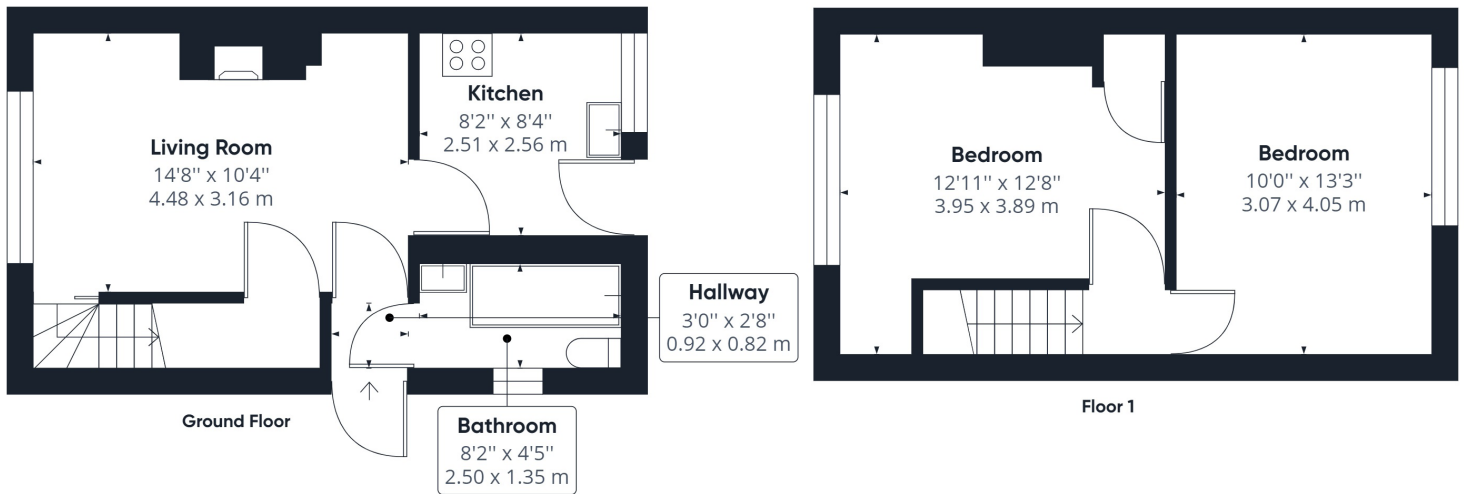 Living Room
14'8'' x 10'4''
4.48 x 3.16 m
Kitchen
8'2'' x 8'4''
2.51 x 2.56 m
Hallway
3'0'' x 2'8''
0.92 x 0.82 m
Bathroom
8'2'' x 4'5''
2.50 x 1.35 m
Ground Floor
Bedroom
12'11'' x 12'8''
3.95 x 3.89 m
Bedroom
10'0'' x 13'3''
3.07 x 4.05 m
Floor 1